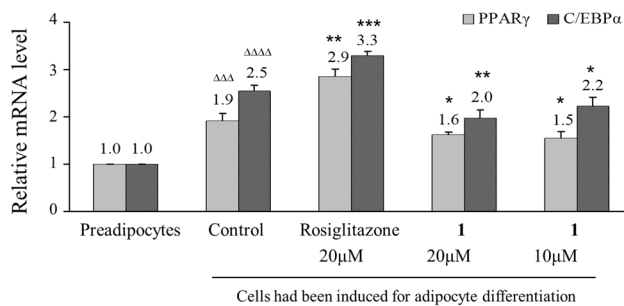 PPARγ C/EBPα
Relative mRNA level
4
3
2
1
0
1.0 1.0
ΔΔΔ ΔΔΔΔ
1.9 2.5
** ***
2.9 3.3
* **
1.6 2.0
* *
1.5 2.2
Preadipocytes Control Rosiglitazone 1 1
20μM 20μM 10μM
Cells had been induced for adipocyte differentiation